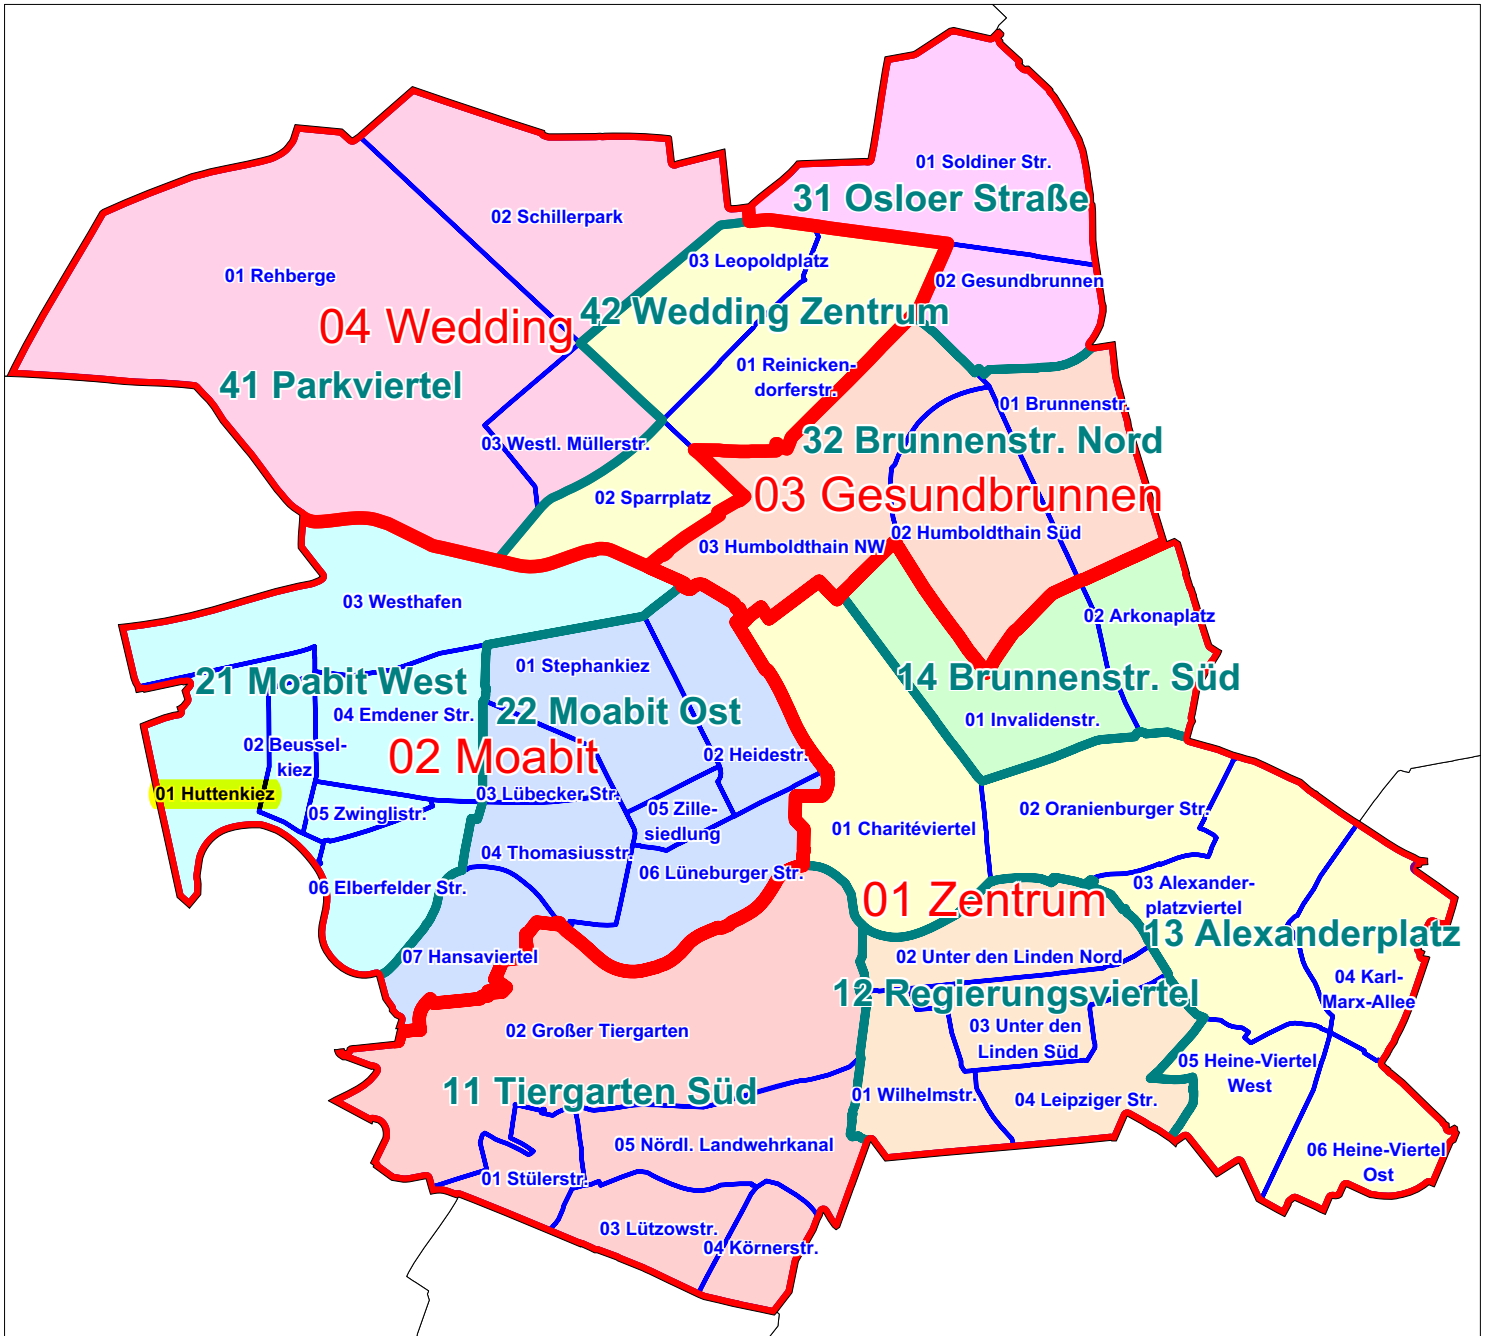 01 Soldiner Str.
31 Osloer Straße
02 Schillerpark
03 Leopoldplatz
01 Rehberge
02 Gesundbrunnen
04 Wedding
42 Wedding Zentrum
01 Reinicken-
dorferstr.
41 Parkviertel
01 Brunnenstr.
03 Westl. Müllerstr.
32 Brunnenstr. Nord
02 Sparrplatz
03 Gesundbrunnen
02 Humboldthain Süd
03 Humboldthain NW
03 Westhafen
02 Arkonaplatz
21 Moabit West
01 Stephankiez
14 Brunnenstr. Süd
04 Emdener Str.
22 Moabit Ost
01 Invalidenstr.
02 Beussel-
kiez
02 Moabit
02 Heidestr.
01 Huttenkiez
03 Lübecker Str.
05 Zwinglistr.
05 Zille-
siedlung
02 Oranienburger Str.
01 Charitéviertel
04 Thomasiusstr.
06 Lüneburger Str.
06 Elberfelder Str.
03 Alexander-
platzviertel
01 Zentrum
13 Alexanderplatz
07 Hansaviertel
02 Unter den Linden Nord
12 Regierungsviertel
04 Karl-
Marx-Allee
02 Großer Tiergarten
03 Unter den
Linden Süd
05 Heine-Viertel
West
11 Tiergarten Süd
01 Wilhelmstr.
04 Leipziger Str.
05 Nördl. Landwehrkanal
06 Heine-Viertel
Ost
01 Stülerstr.
03 Lützowstr.
04 Körnerstr.